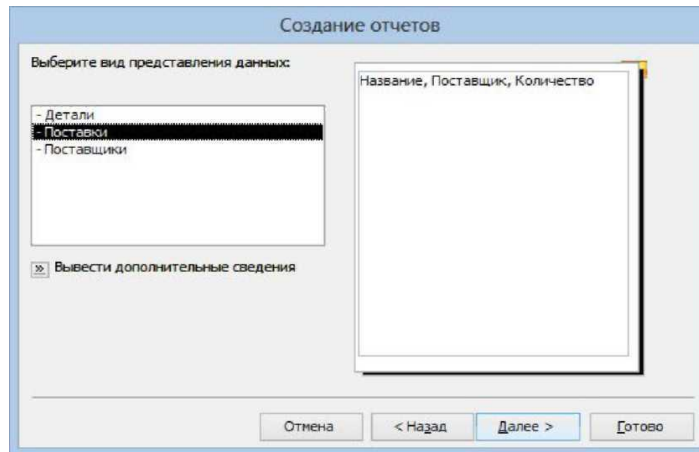 Создание отчетов
Выберите вид представления данных:
- Детали
- Поставки
- Поставщики
Название, Поставщик, Количество
» Вывести дополнительные сведения
Отмена
< Назад
Далее >
Готово